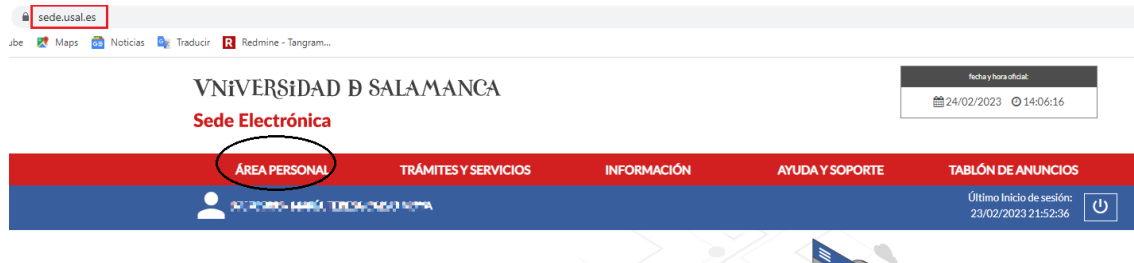 sede.usal.es
ube Maps Noticias Traducir Redmine - Tangram...
VNiVERSiDAD Ð SALAMANCA
Sede Electrónica
fecha y hora oficial:
24/02/2023 14:06:16
ÁREA PERSONAL TRÁMITES Y SERVICIOS INFORMACIÓN AYUDA Y SOPORTE TABLÓN DE ANUNCIOS
Último Inicio de sesión:
23/02/2023 21:52:36